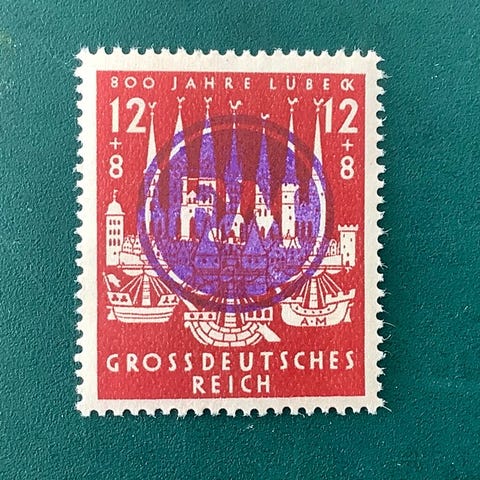 800 JAHRE LÜBECK
12 12
+ +
8 8
A-M
GROSSDEUTSCHES
REICH